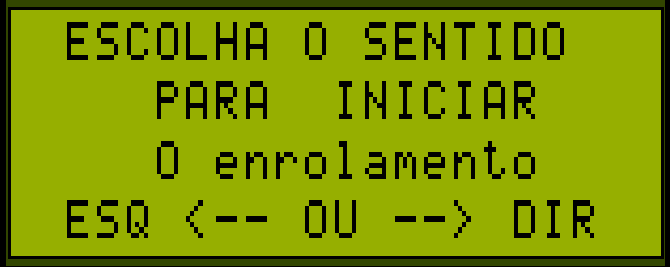 ESCOLHA O SENTIDO
PARA INICIAR
O enrolamento
ESQ <-- OU --> DIR